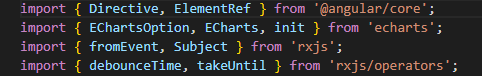 import { Directive, ElementRef } from '@angular/core';
import { EChartsOption, ECharts, init } from 'echarts';
import { fromEvent, Subject } from 'rxjs';
import { debounceTime, takeUntil } from 'rxjs/operators';